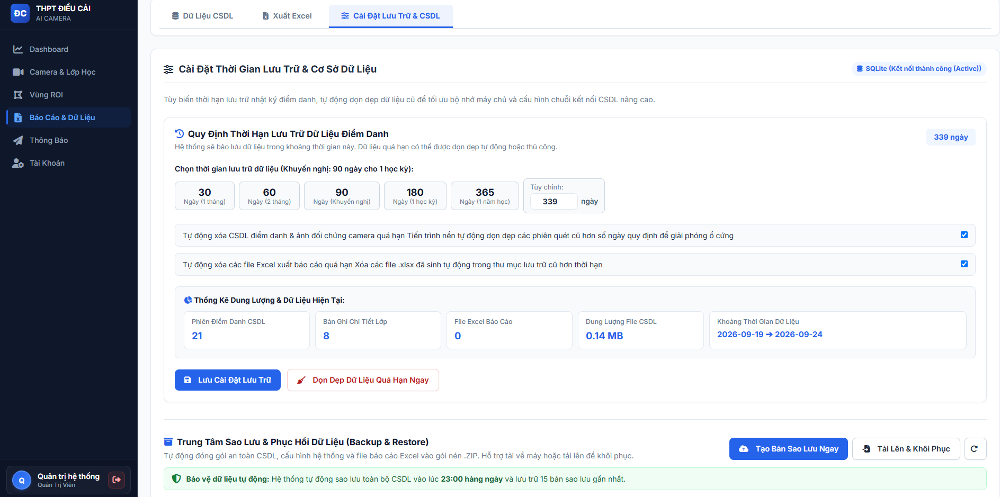 ĐC
THPT ĐIỂU CẢI
AI CAMERA
Dashboard
Camera & Lớp Học
Vùng ROI
Báo Cáo & Dữ Liệu
Thông Báo
Tài Khoản
Q
Quản trị hệ thống
Quản Trị Viên
Dữ Liệu CSDL
Xuất Excel
Cài Đặt Lưu Trữ & CSDL
Cài Đặt Thời Gian Lưu Trữ & Cơ Sở Dữ Liệu
SQLite (Kết nối thành công (Active))
Tùy biến thời hạn lưu trữ nhật ký điểm danh, tự động dọn dẹp dữ liệu cũ để tối ưu bộ nhớ máy chủ và cấu hình chuỗi kết nối CSDL nâng cao.
Quy Định Thời Hạn Lưu Trữ Dữ Liệu Điểm Danh
339 ngày
Hệ thống sẽ bảo lưu dữ liệu trong khoảng thời gian này. Dữ liệu quá hạn có thể được dọn dẹp tự động hoặc thủ công.
Chọn thời gian lưu trữ dữ liệu (Khuyến nghị: 90 ngày cho 1 học kỳ):
30
Ngày (1 tháng)
60
Ngày (2 tháng)
90
Ngày (Khuyến nghị)
180
Ngày (1 học kỳ)
365
Ngày (1 năm học)
Tùy chỉnh:
339 ngày
Tự động xóa CSDL điểm danh & ảnh đối chứng camera quá hạn Tiến trình nền tự động dọn dẹp các phiên quét cũ hơn số ngày quy định để giải phóng ổ cứng
Tự động xóa các file Excel xuất báo cáo quá hạn Xóa các file .xlsx đã sinh tự động trong thư mục lưu trữ cũ hơn thời hạn
Thống Kê Dung Lượng & Dữ Liệu Hiện Tại:
Phiên Điểm Danh CSDL
21
Bản Ghi Chi Tiết Lớp
8
File Excel Báo Cáo
0
Dung Lượng File CSDL
0.14 MB
Khoảng Thời Gian Dữ Liệu
2026-09-19 ➔ 2026-09-24
Lưu Cài Đặt Lưu Trữ
Dọn Dẹp Dữ Liệu Quá Hạn Ngay
Trung Tâm Sao Lưu & Phục Hồi Dữ Liệu (Backup & Restore)
Tự động đóng gói an toàn CSDL, cấu hình hệ thống và file báo cáo Excel vào gói nén .ZIP. Hỗ trợ tải về máy hoặc tải lên để khôi phục.
Tạo Bản Sao Lưu Ngay
Tải Lên & Khôi Phục
Bảo vệ dữ liệu tự động: Hệ thống tự động sao lưu toàn bộ CSDL vào lúc 23:00 hàng ngày và lưu trữ 15 bản sao lưu gần nhất.